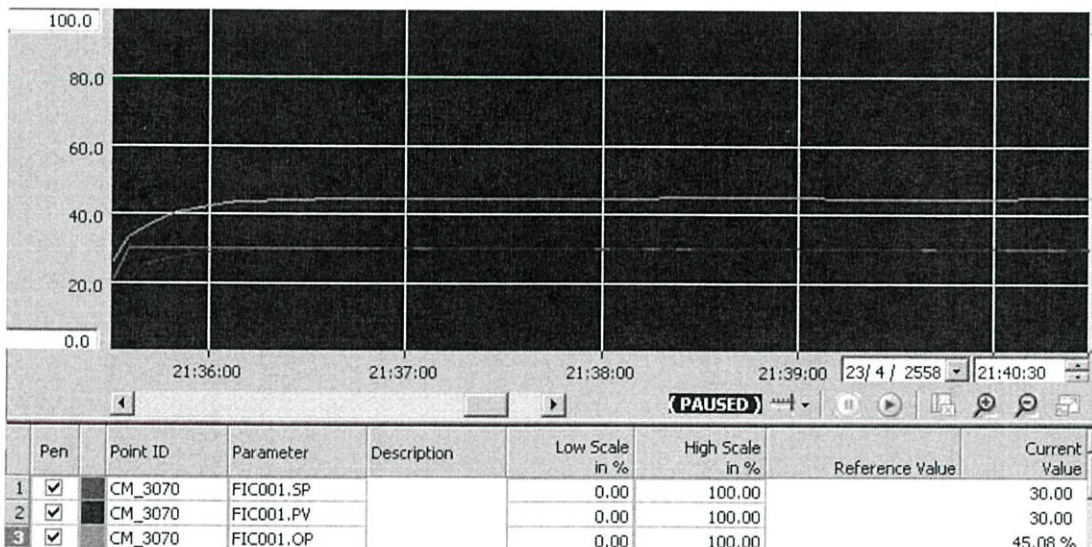 100.0
80.0
60.0
40.0
20.0
0.0
21:36:00 21:37:00 21:38:00 21:39:00 23/ 4 / 2558 21:40:30
(PAUSED)
Pen Point ID Parameter Description Low Scale in % High Scale in % Reference Value Current Value
1 CM_3070 FIC001.SP 0.00 100.00 30.00
2 CM_3070 FIC001.PV 0.00 100.00 30.00
3 CM_3070 FIC001.OP 0.00 100.00 45.08 %